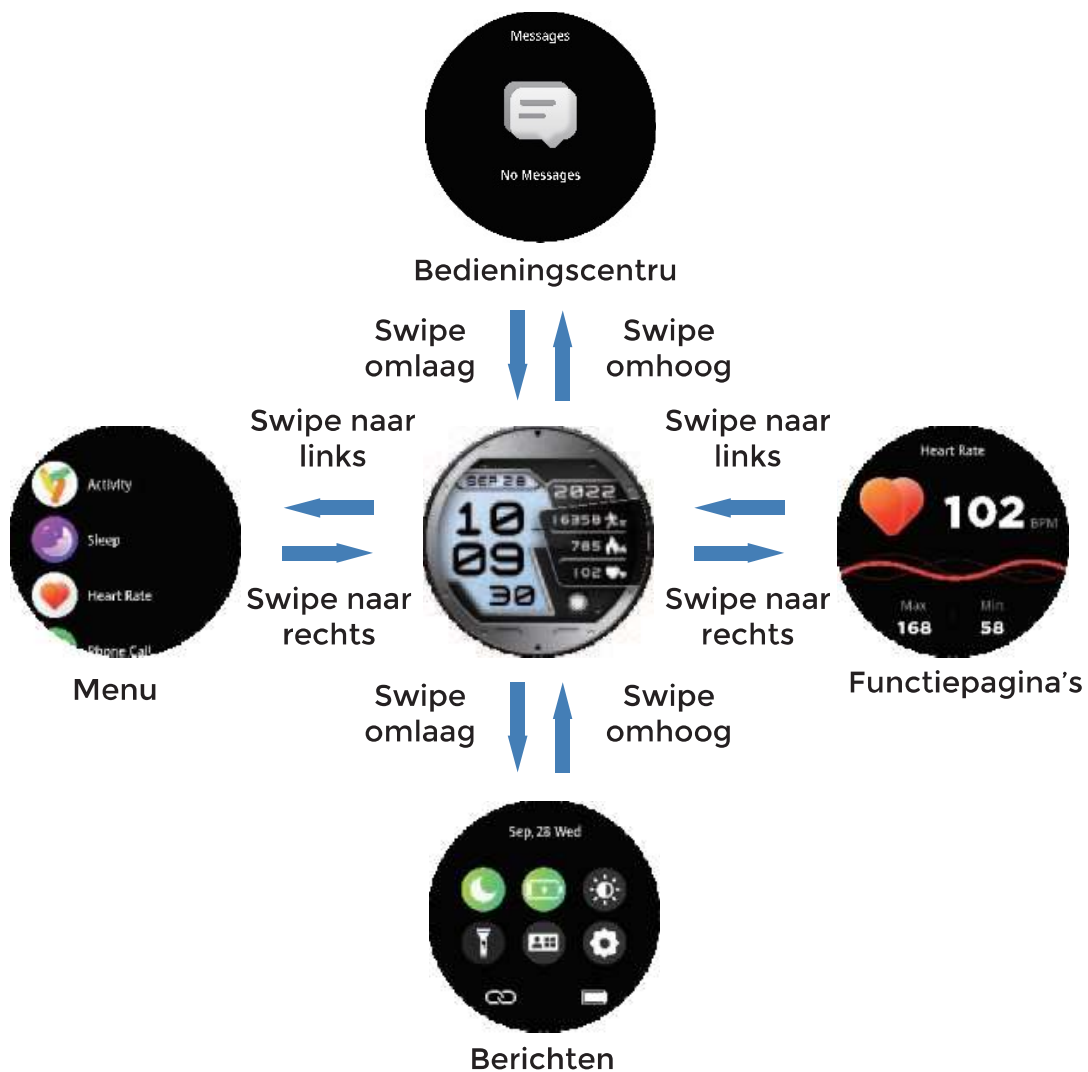 Messages
No Messages
Bedieningscentru
Swipe
omlaag
Swipe
omhoog
Swipe naar
links
Swipe naar
links
Activity
Sleep
Heart Rate
Phone Call
Menu
SEP 28
2022
10
09
30
16358
785
102
Heart Rate
102 BPM
Max
168
Min
58
Functiepagina's
Swipe naar
rechts
Swipe naar
rechts
Swipe
omlaag
Swipe
omhoog
Sep, 28 Wed
Berichten